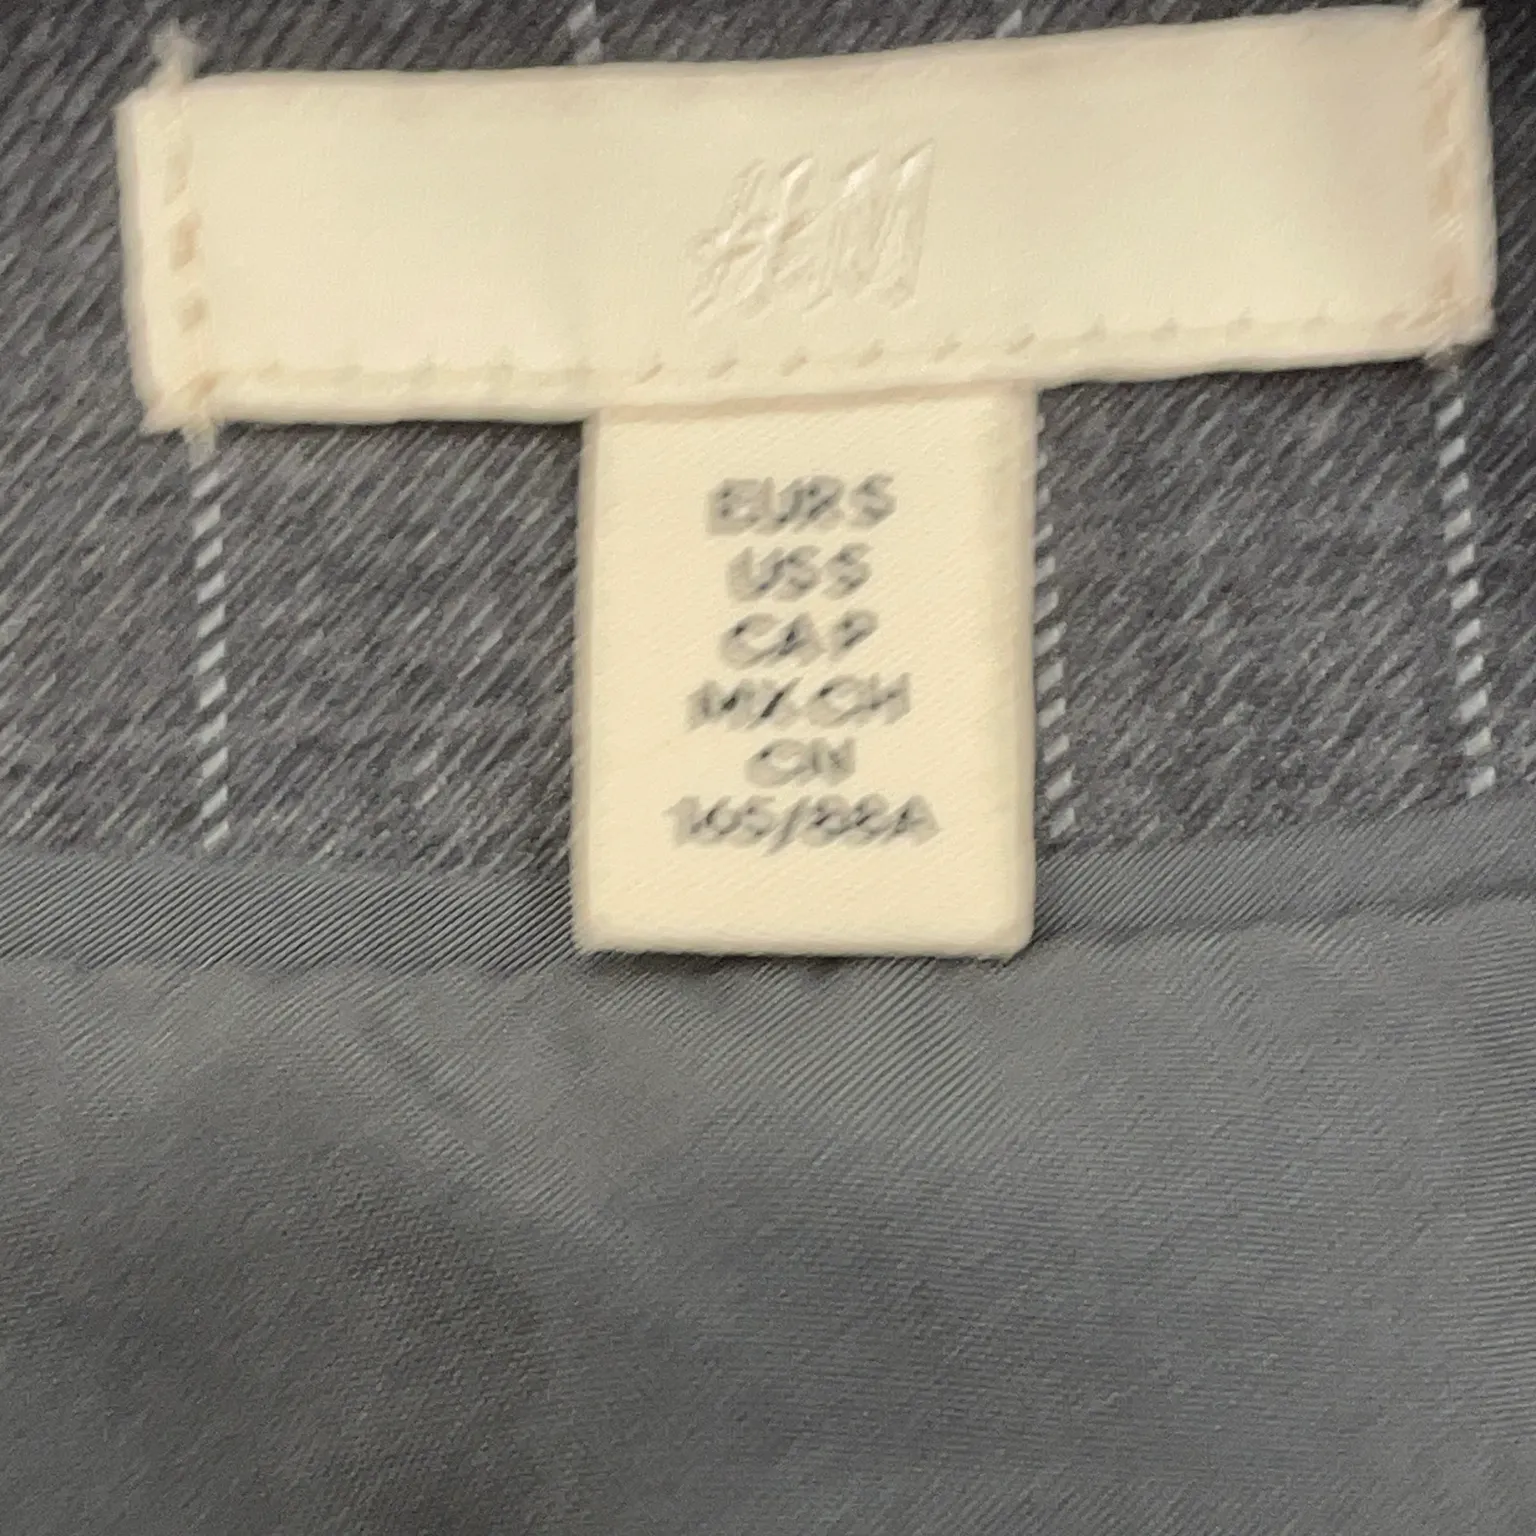 H&M
EUR S
US S
CA P
MX CH
CN
165/88A